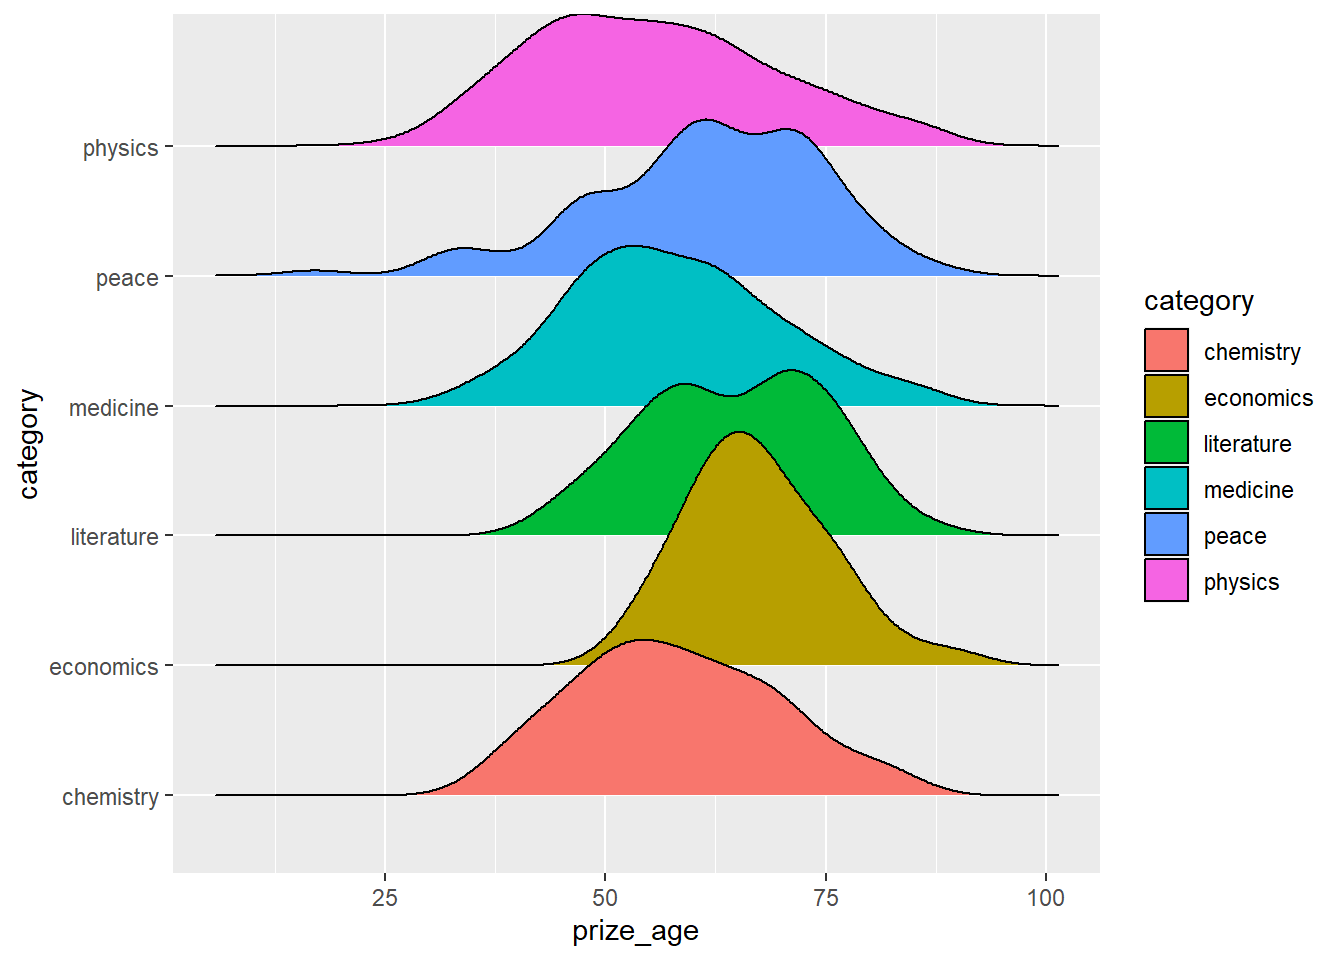 physics
peace
medicine
literature
economics
chemistry
category
25 50 75 100
prize_age
category
chemistry
economics
literature
medicine
peace
physics